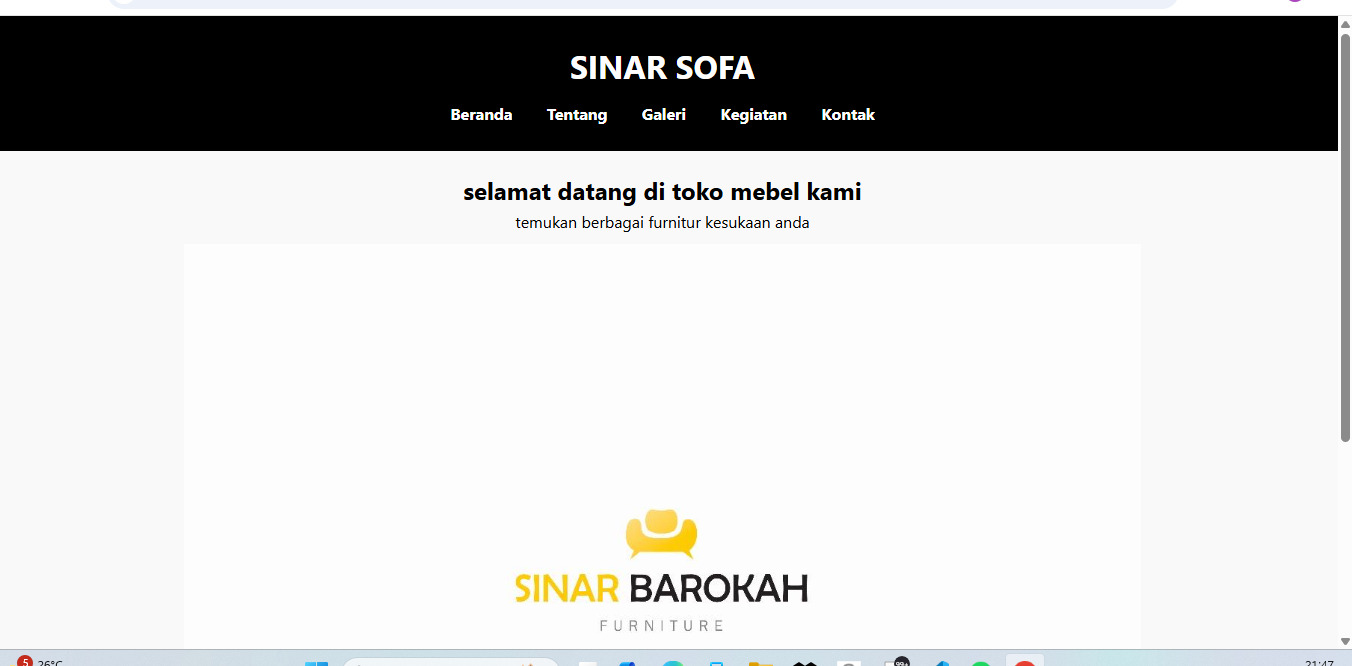 SINAR SOFA
Beranda Tentang Galeri Kegiatan Kontak
selamat datang di toko mebel kami
temukan berbagai furnitur kesukaan anda
SINAR BAROKAH
FURNITURE
5 26°C
99+
21:47